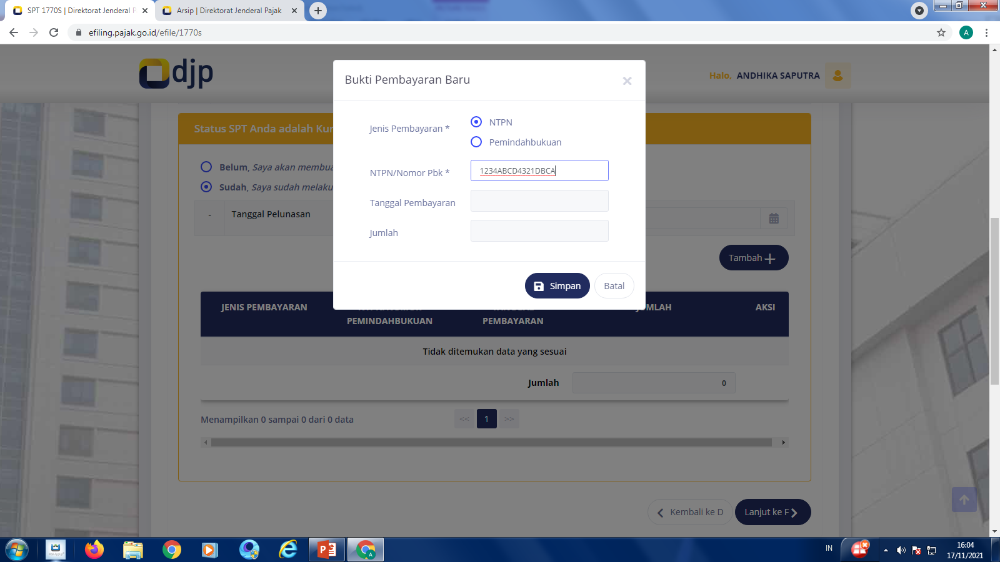 SPT 1770S | Direktorat Jenderal P
Arsip | Direktorat Jenderal Pajak
efiling.pajak.go.id/efile/1770s
A
djp
Halo, ANDHIKA SAPUTRA
Bukti Pembayaran Baru
Jenis Pembayaran *
NTPN
Pemindahbukuan
NTPN/Nomor Pbk *
1234ABCD4321DBCA
Tanggal Pembayaran
Jumlah
Simpan
Batal
Status SPT Anda adalah Kur
Belum, Saya akan membua
Sudah, Saya sudah melaku
- Tanggal Pelunasan
Tambah
JENIS PEMBAYARAN
PEMINDAHBUKUAN
PEMBAYARAN
JUMLAH
AKSI
Tidak ditemukan data yang sesuai
Jumlah
0
Menampilkan 0 sampai 0 dari 0 data
<< 1 >>
Kembali ke D
Lanjut ke F
IN
16:04
17/11/2021